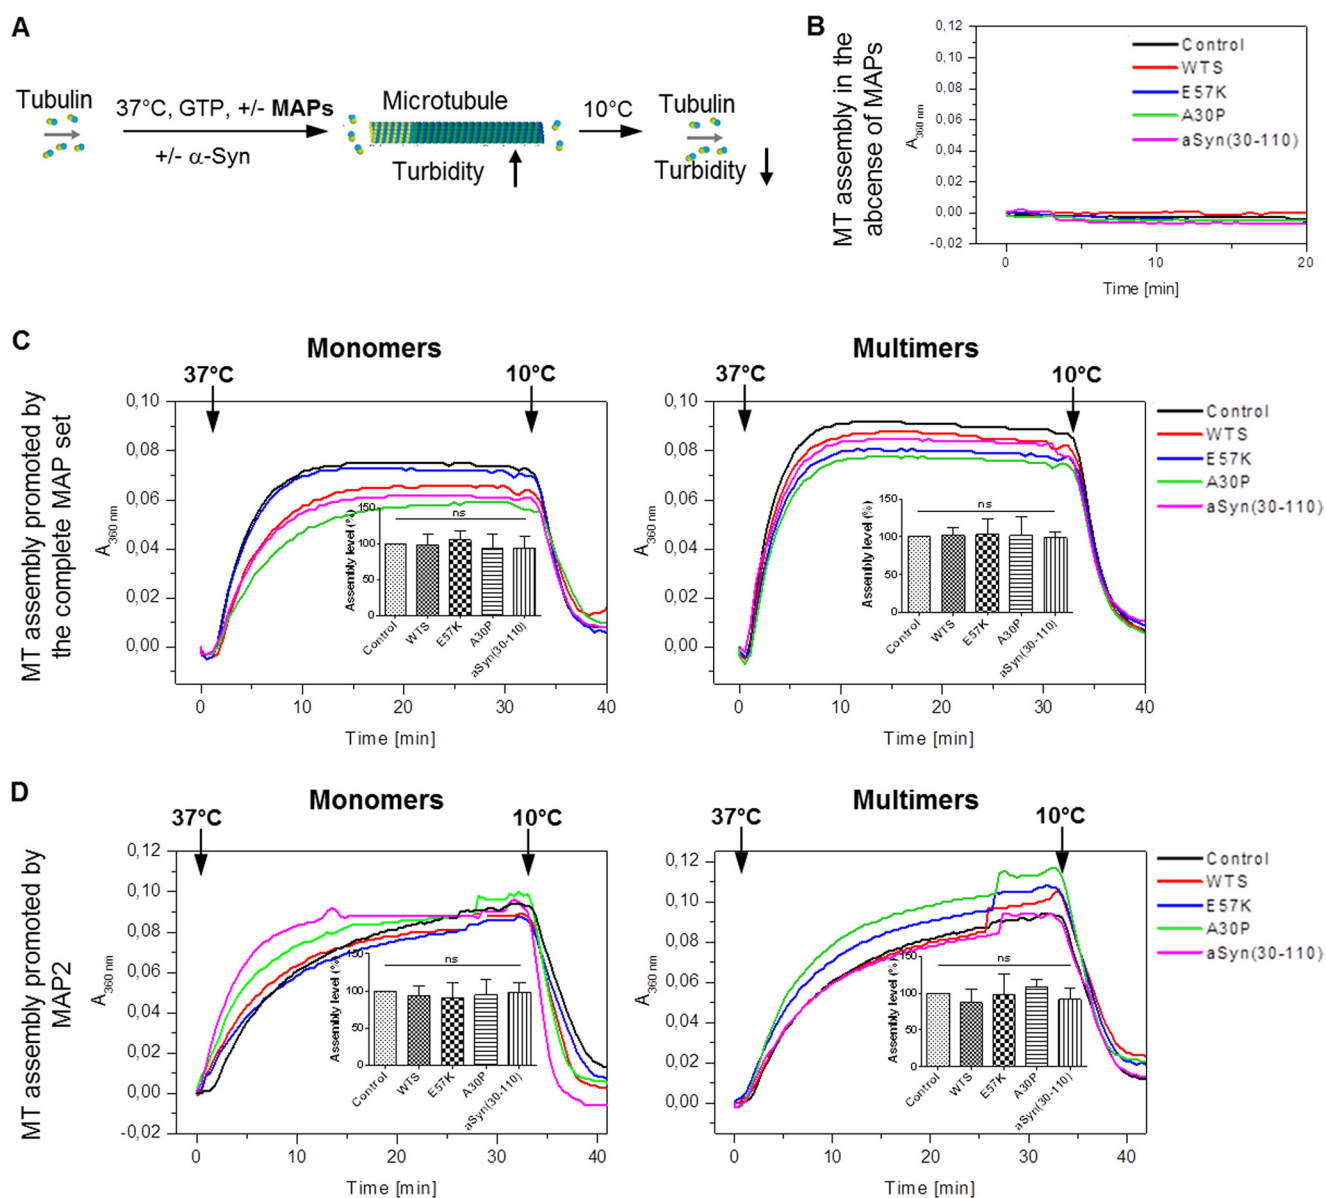 A
Tubulin
37°C, GTP, +/- MAPs
+/- α-Syn
Microtubule
Turbidity
10°C
Tubulin
Turbidity
B
MT assembly in the
abcense of MAPs
A360 nm
0,12
0,10
0,08
0,06
0,04
0,02
0,00
-0,02
Control
WTS
E57K
A30P
aSyn(30-110)
0
10
20
Time [min]
C
MT assembly promoted by
the complete MAP set
Monomers
37°C
10°C
A360 nm
0,10
0,08
0,06
0,04
0,02
0,00
0
10
20
30
40
Time [min]
Assembly level (%)
150
100
50
0
ns
Control
WTS
E57K
A30P
aSyn(30-110)
Multimers
37°C
10°C
A360 nm
0,10
0,08
0,06
0,04
0,02
0,00
0
10
20
30
40
Time [min]
Assembly level (%)
150
100
50
0
ns
Control
WTS
E57K
A30P
aSyn(30-110)
Control
WTS
E57K
A30P
aSyn(30-110)
D
MT assembly promoted by
MAP2
Monomers
37°C
10°C
A360 nm
0,12
0,10
0,08
0,06
0,04
0,02
0,00
-0,02
0
10
20
30
40
Time [min]
Assembly level (%)
150
100
50
0
ns
Control
WTS
E57K
A30P
aSyn(30-110)
Multimers
37°C
10°C
A360 nm
0,12
0,10
0,08
0,06
0,04
0,02
0,00
0
10
20
30
40
Time [min]
Assembly level (%)
150
100
50
0
ns
Control
WTS
E57K
A30P
aSyn(30-110)
Control
WTS
E57K
A30P
aSyn(30-110)